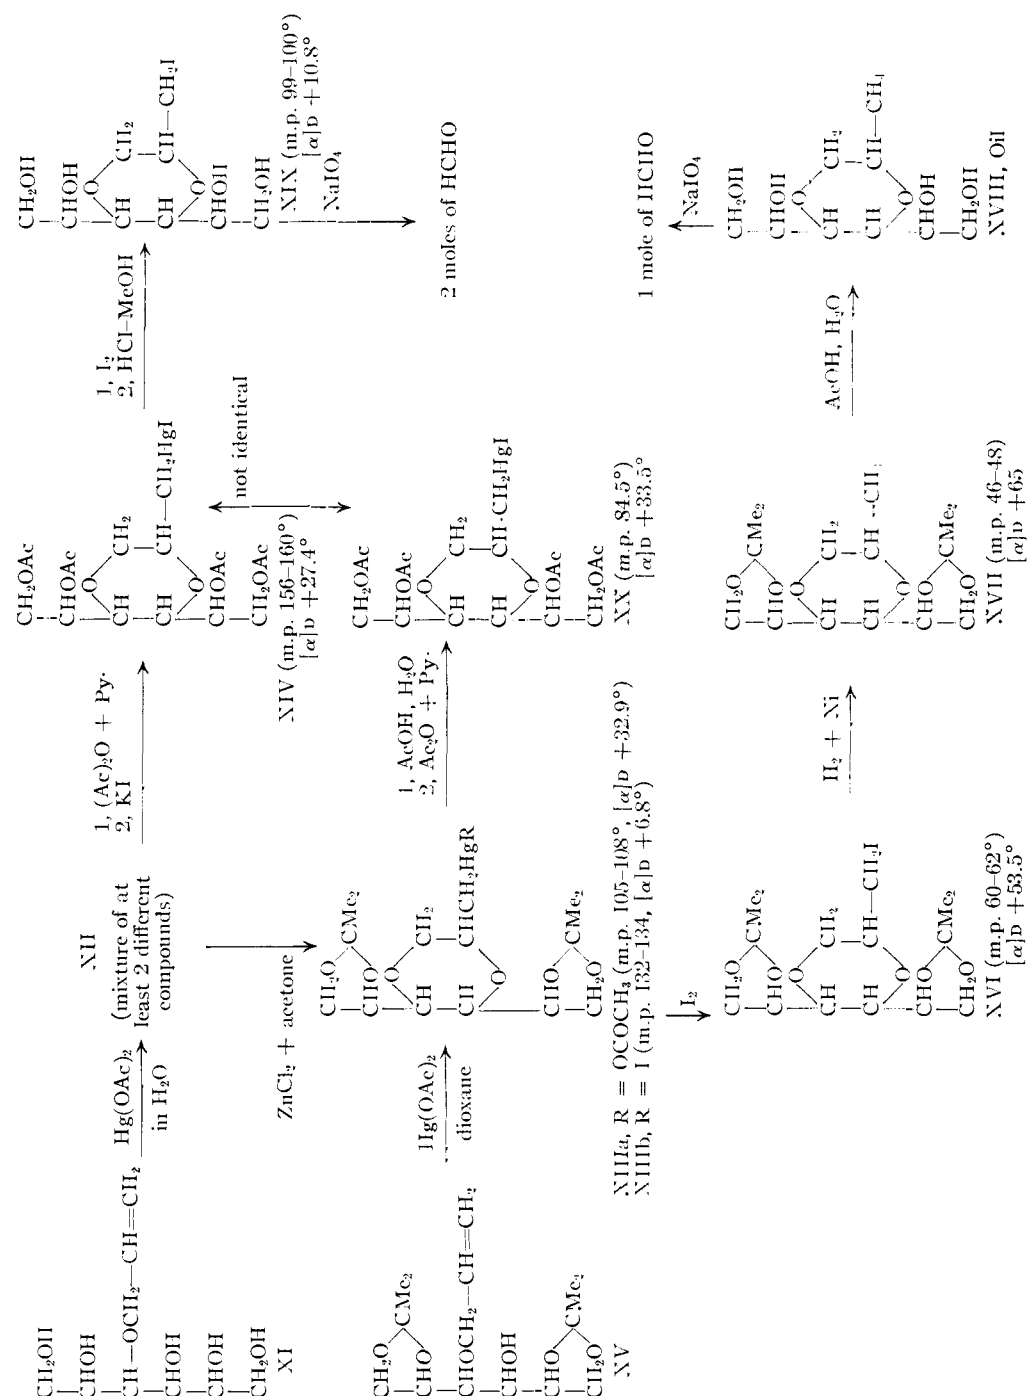 CH₂OH
CHOH
CH—OCH₂—CH=CH₂
CHOH
CHOH
CH₂OH
XI
Hg(OAc)₂
in H₂O
XII
(mixture of at
least 2 different
compounds)
1, (Ac)₂O + Py.
2, KI
CH₂OAc
CHOAc
O
CH
CH₂
CH
CH—CH₂HgI
O
CHOAc
CH₂OAc
XIV (m.p. 156–160°)
[α]D +27.4°
1, I₂
2, HCl–MeOH
CH₂OH
CHOH
O
CH
CH₂
CH
CH—CH₂I
O
CHOH
CH₂OH
XIX (m.p. 99–100°)
[α]D +10.8°
NaIO₄
2 moles of HCHO
not identical
ZnCl₂ + acetone
CH₂O
CMe₂
CHO
CHOCH₂—CH=CH₂
CHOH
CHO
CMe₂
CH₂O
XV
Hg(OAc)₂
dioxane
CH₂O
CMe₂
CHO
O
CH
CH₂
CH
CHCH₂HgR
O
CHO
CMe₂
CH₂O
XIIIa, R = OCOCH₃ (m.p. 105–108°, [α]D +32.9°)
XIIIb, R = I (m.p. 132–134, [α]D +6.8°)
1, AcOH, H₂O
2, Ac₂O + Py.
CH₂OAc
CHOAc
O
CH
CH₂
CH
CH·CH₂HgI
O
CHOAc
CH₂OAc
XX (m.p. 84.5°)
[α]D +33.5°
I₂
CH₂O
CMe₂
CHO
O
CH
CH₂
CH
CH—CH₂I
O
CHO
CMe₂
CH₂O
XVI (m.p. 60–62°)
[α]D +53.5°
H₂ + Ni
CH₂O
CMe₂
CHO
O
CH
CH₂
CH
CH--CH₃
O
CHO
CMe₂
CH₂O
XVII (m.p. 46–48)
[α]D +65
AcOH, H₂O
CH₂OH
CHOH
O
CH
CH₂
CH
CH—CH₃
O
CHOH
CH₂OH
XVIII, Oil
NaIO₄
1 mole of HCHO